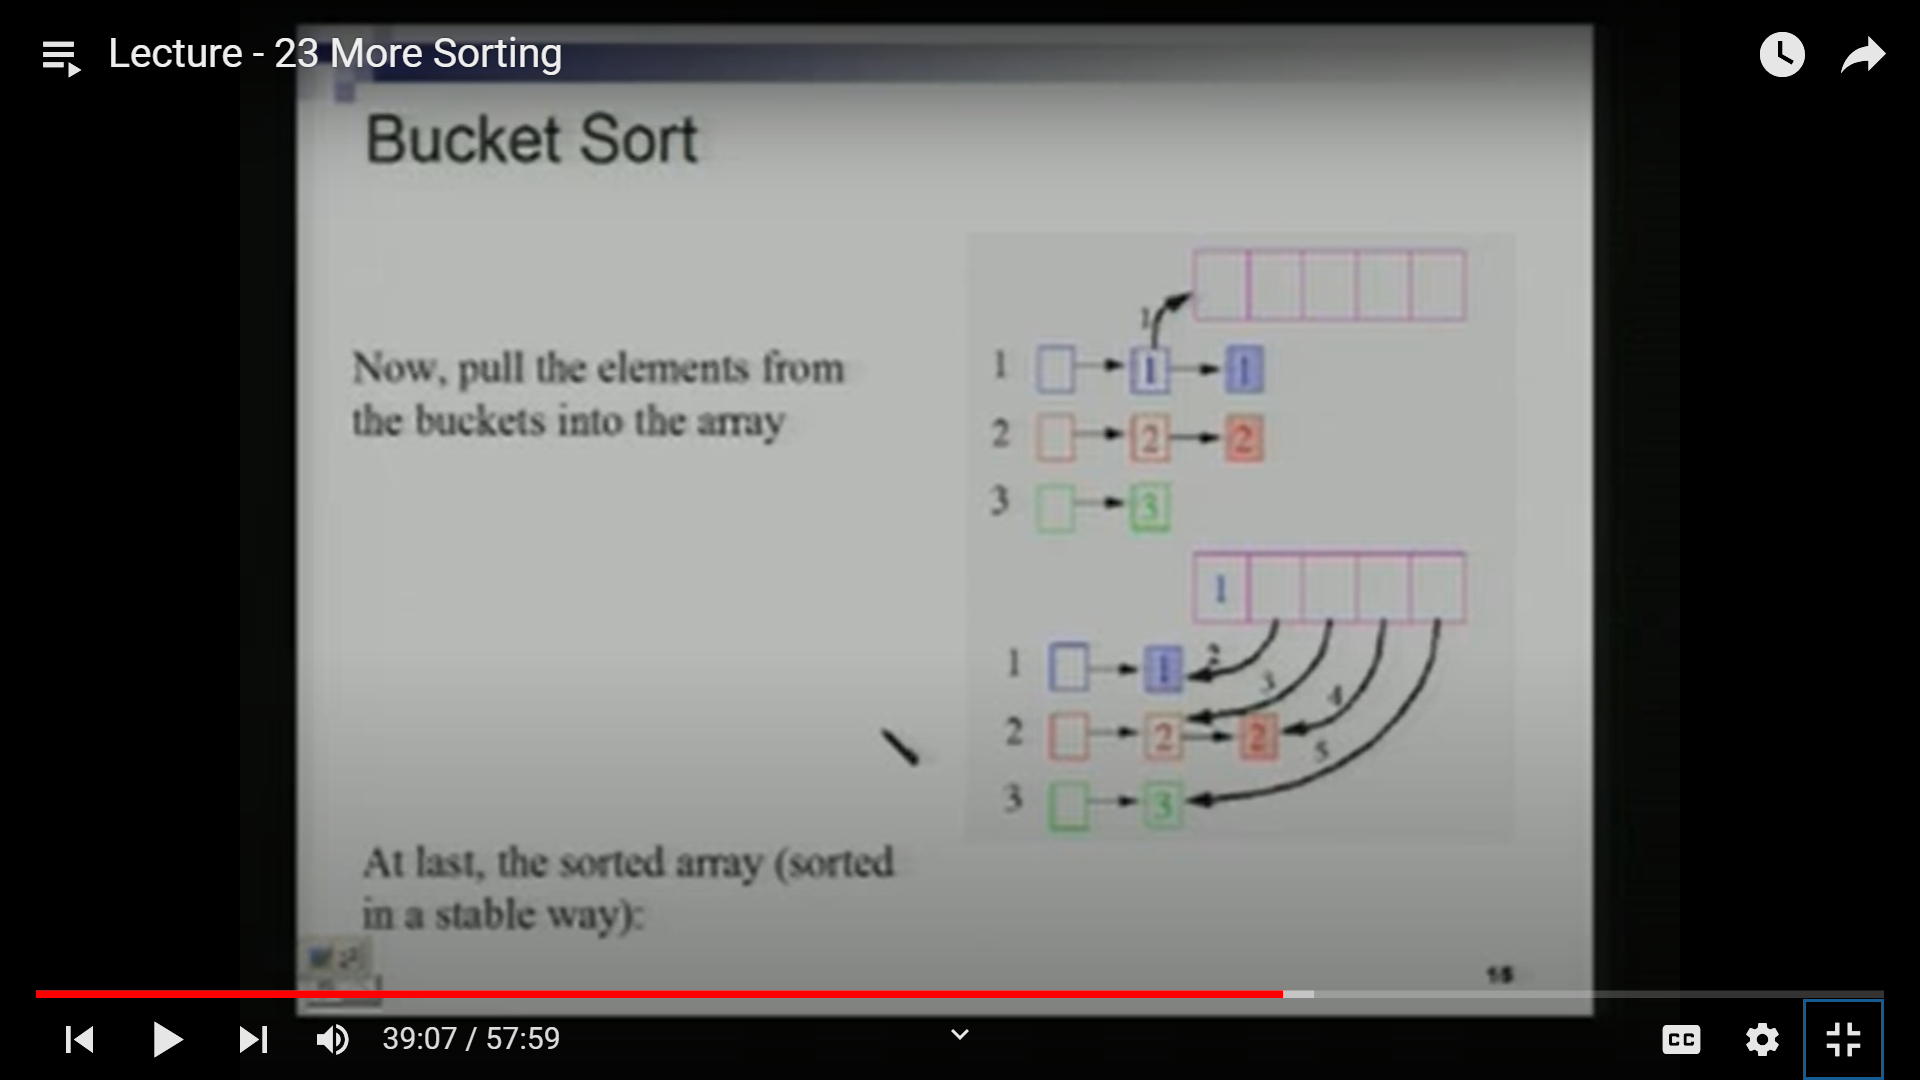 Lecture - 23 More Sorting
Bucket Sort
Now, pull the elements from
the buckets into the array
1
1 1 1
2 2 2
3 3
1
1 1 2
3
4
2 2 2
5
3 3
At last, the sorted array (sorted
in a stable way):
39:07 / 57:59
CC